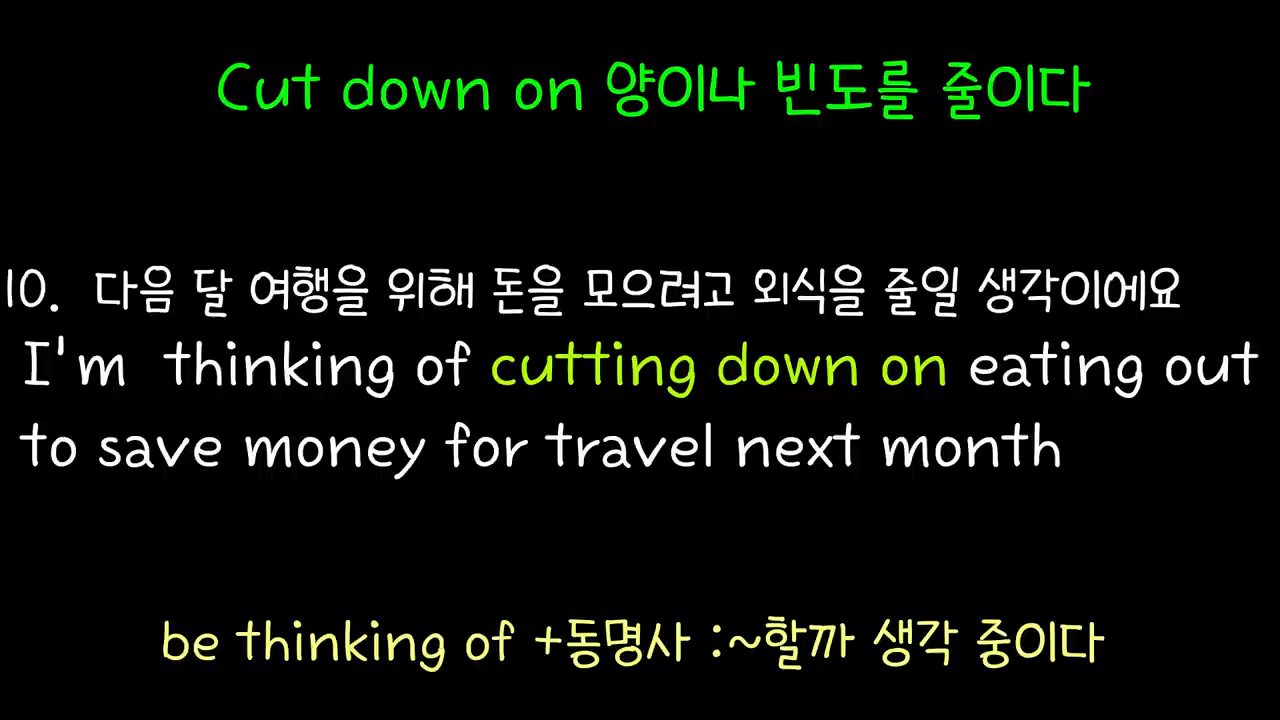 Cut down on 양이나 빈도를 줄이다
10. 다음 달 여행을 위해 돈을 모으려고 외식을 줄일 생각이에요
I'm thinking of cutting down on eating out
to save money for travel next month
be thinking of +동명사 :~할까 생각 중이다